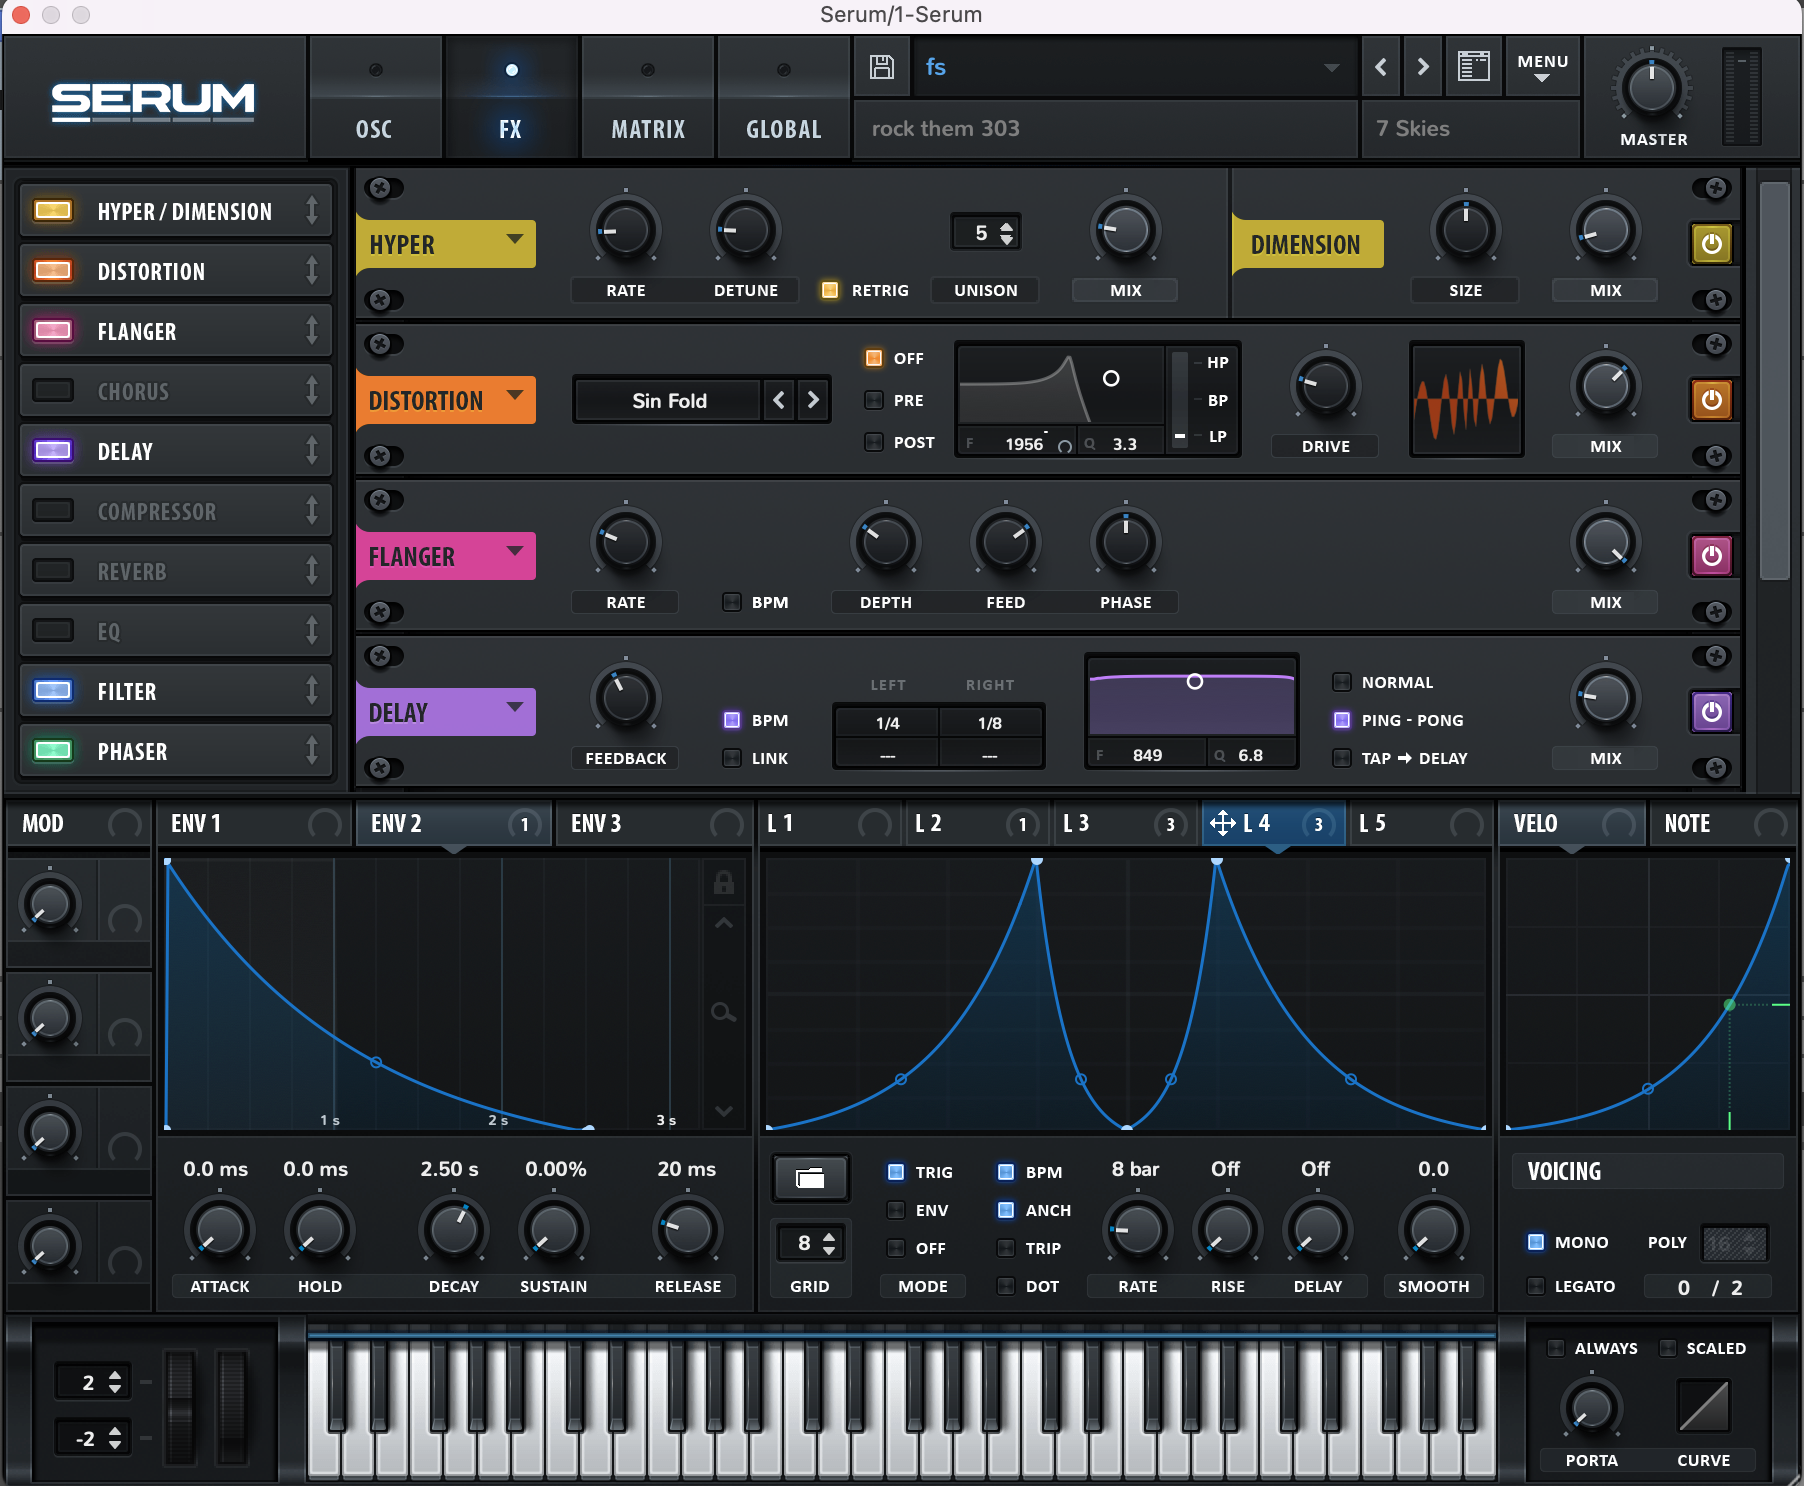 Serum/1-Serum
SERUM
OSC
FX
MATRIX
GLOBAL
fs
MENU
rock them 303
7 Skies
MASTER
HYPER / DIMENSION
DISTORTION
FLANGER
CHORUS
DELAY
COMPRESSOR
REVERB
EQ
FILTER
PHASER
HYPER
RATE
DETUNE
RETRIG
5
UNISON
MIX
DIMENSION
SIZE
MIX
DISTORTION
Sin Fold
OFF
PRE
POST
F 1956 Q 3.3
HP
BP
LP
DRIVE
MIX
FLANGER
RATE
BPM
DEPTH
FEED
PHASE
MIX
DELAY
FEEDBACK
BPM
LINK
LEFT RIGHT
1/4 1/8
--- ---
F 849 Q 6.8
NORMAL
PING - PONG
TAP ➔ DELAY
MIX
MOD
ENV 1
ENV 2 1
ENV 3
L 1
L 2 1
L 3 3
L 4 3
L 5
VELO
NOTE
1 s 2 s 3 s
0.0 ms 0.0 ms 2.50 s 0.00% 20 ms
ATTACK HOLD DECAY SUSTAIN RELEASE
8
GRID
TRIG
ENV
OFF
MODE
BPM
ANCH
TRIP
DOT
8 bar Off Off 0.0
RATE RISE DELAY SMOOTH
VOICING
MONO POLY 16
LEGATO 0 / 2
2
-2
ALWAYS SCALED
PORTA CURVE